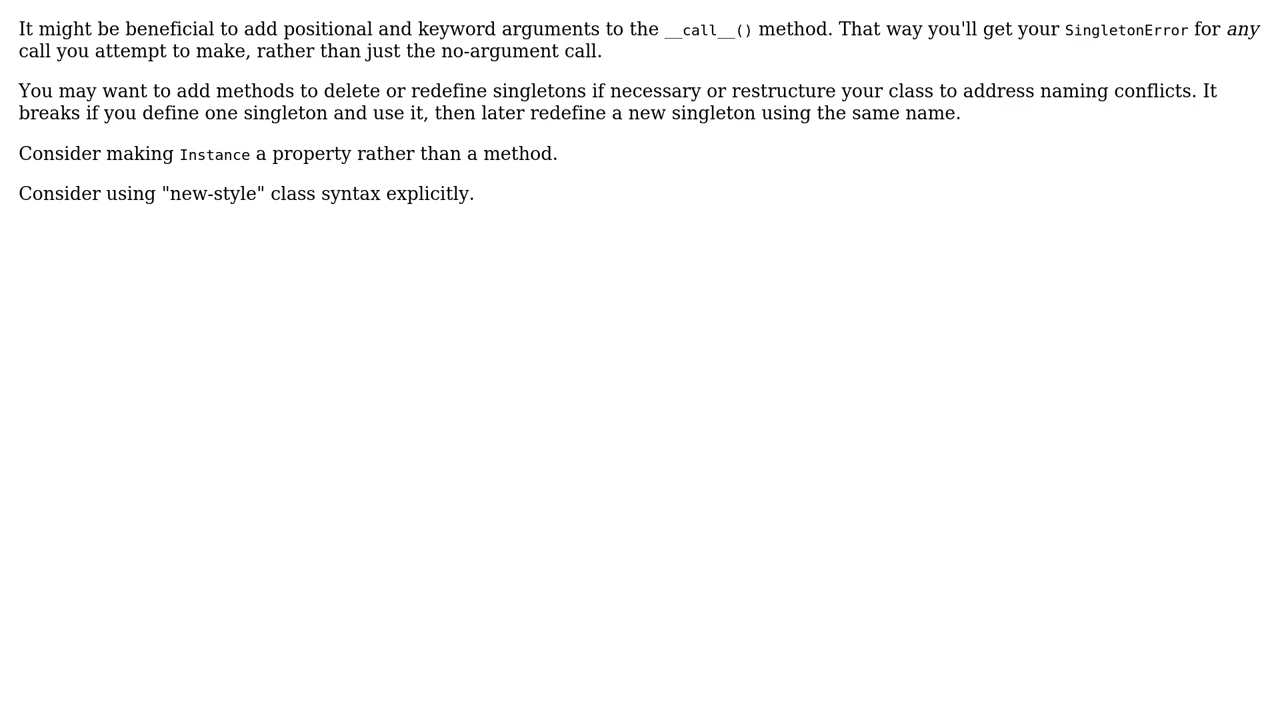 It might be beneficial to add positional and keyword arguments to the __call__() method. That way you'll get your SingletonError for any
call you attempt to make, rather than just the no-argument call.
You may want to add methods to delete or redefine singletons if necessary or restructure your class to address naming conflicts. It
breaks if you define one singleton and use it, then later redefine a new singleton using the same name.
Consider making Instance a property rather than a method.
Consider using "new-style" class syntax explicitly.